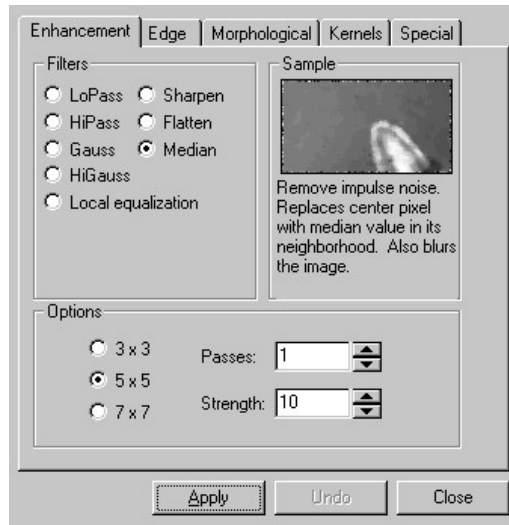 Enhancement Edge Morphological Kernels Special
Filters
LoPass Sharpen
HiPass Flatten
Gauss Median
HiGauss
Local equalization
Sample
Remove impulse noise.
Replaces center pixel
with median value in its
neighborhood. Also blurs
the image.
Options
3 x 3
5 x 5
7 x 7
Passes: 1
Strength: 10
Apply Undo Close